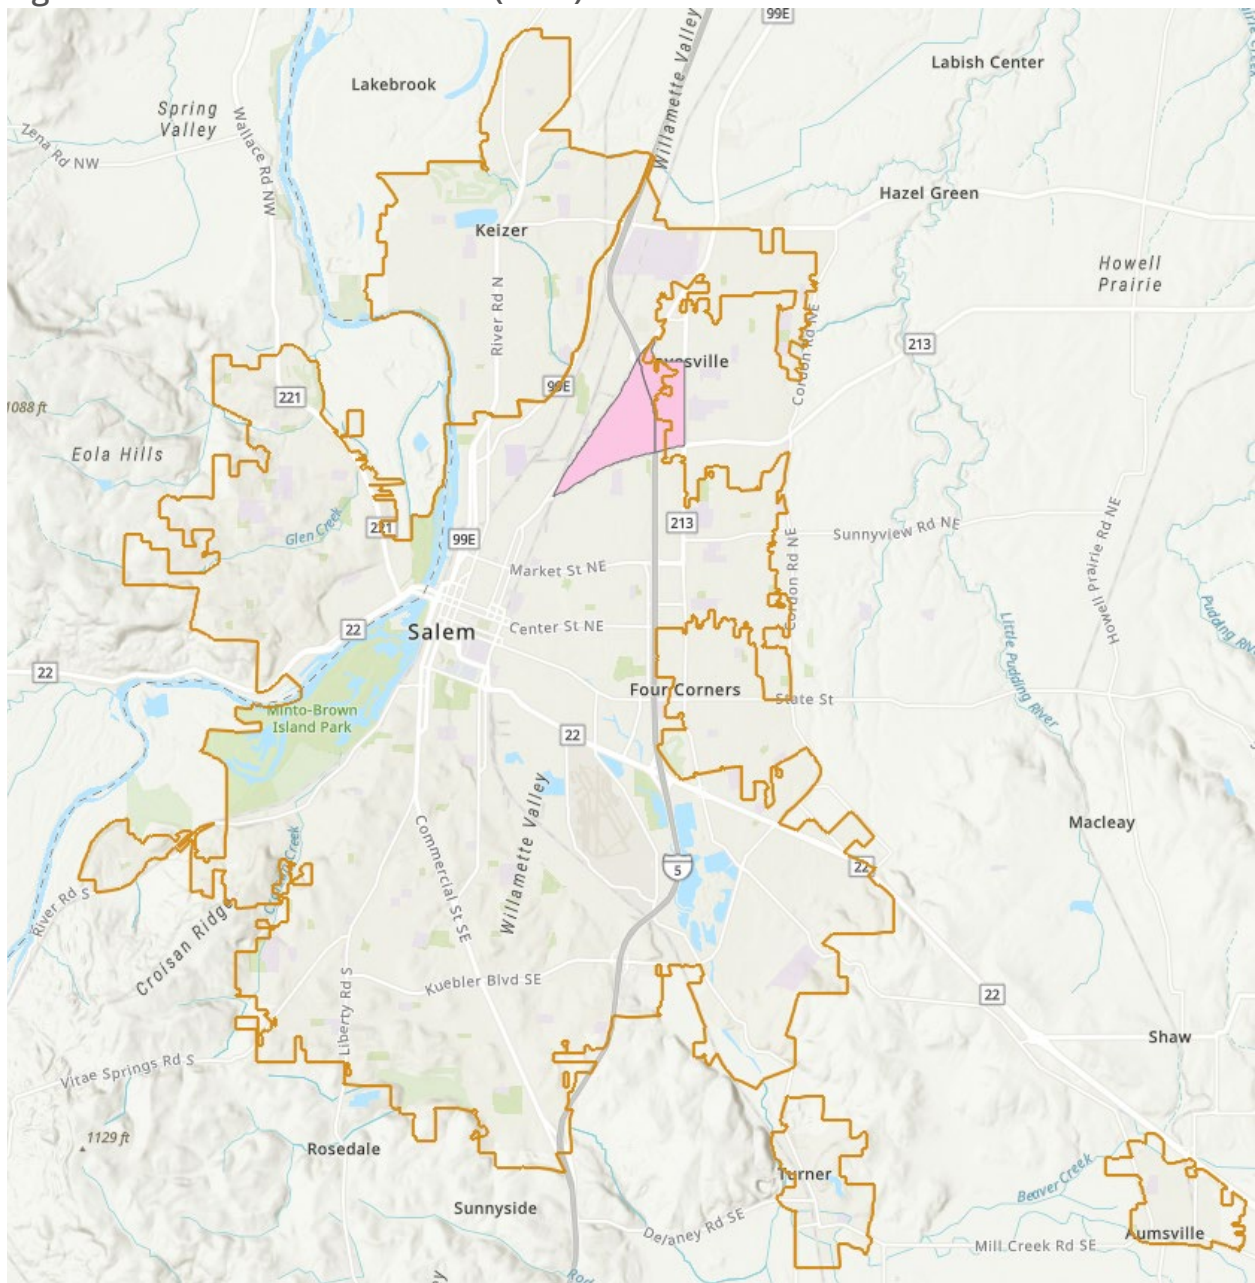 99E
Willamette Valley
Labish Center
Lakebrook
Spring
Valley
Zena Rd NW
Wallace Rd NW
Hazel Green
Keizer
Howell
Prairie
River Rd N
Cordon Rd NE
213
99E
221
1088 ft
Eola Hills
Glen Creek
221
99E
213
Sunnyview Rd NE
Howell Prairie Rd NE
Market St NE
Cordon Rd NE
Salem
Center St NE
22
Little Pudding River
22
Four Corners
State St
Minto-Brown
Island Park
22
Willamette Valley
Commercial St SE
Macleay
22
5
River Rd S
Croisan Ridg
Kuebler Blvd SE
Liberty Rd S
22
Shaw
Vitae Springs Rd S
1129 ft
Rosedale
Turner
Beaver Creek
Sunnyside
Delaney Rd SE
Mill Creek Rd SE
Aumsville